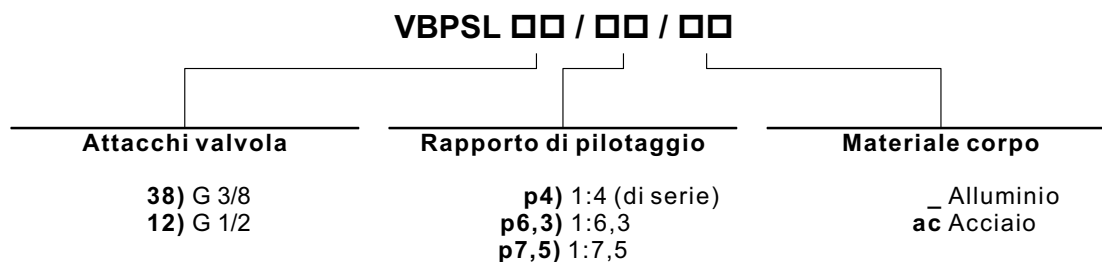 VBPSL □□ / □□ / □□
Attacchi valvola
38) G 3/8
12) G 1/2
Rapporto di pilotaggio
p4) 1:4 (di serie)
p6,3) 1:6,3
p7,5) 1:7,5
Materiale corpo
_ Alluminio
ac Acciaio